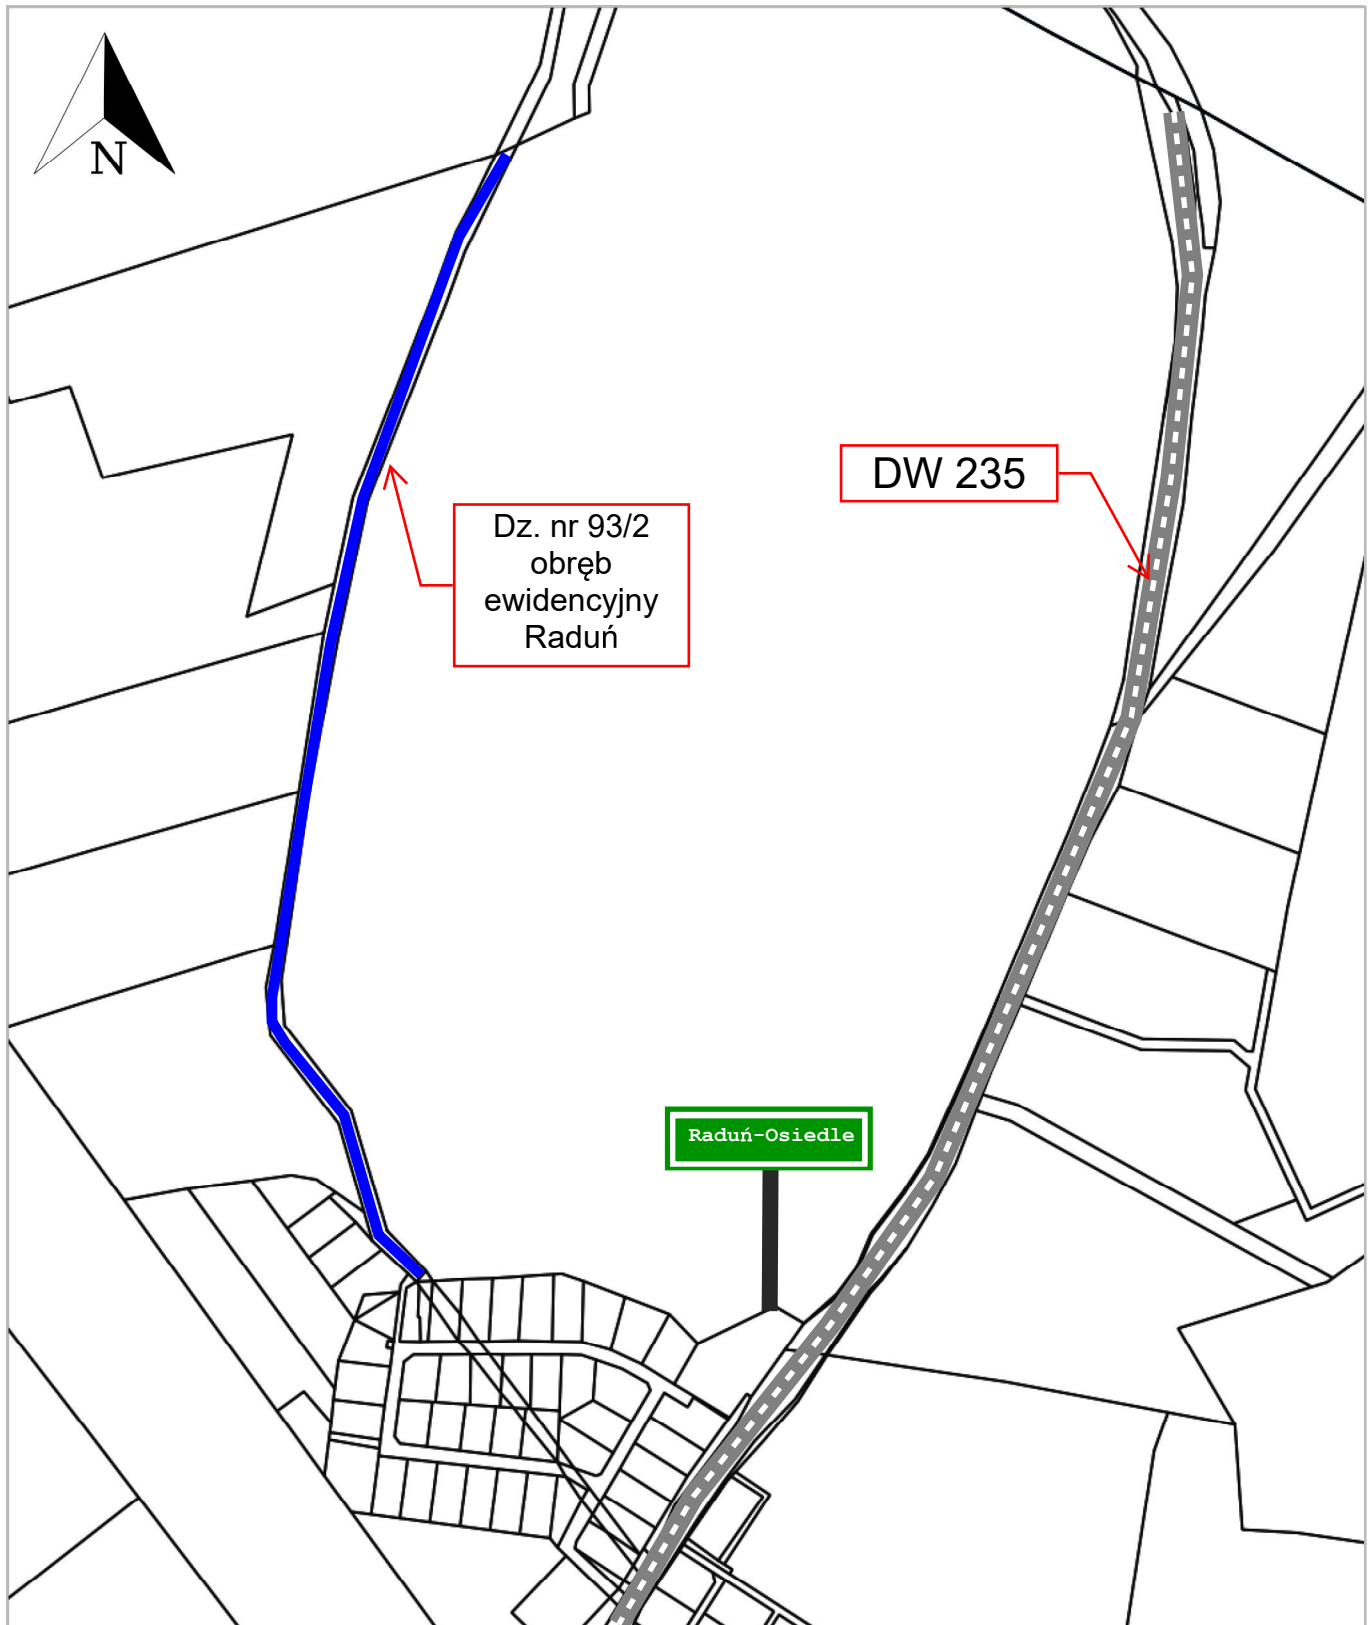 N
DW 235
Dz. nr 93/2
obręb
ewidencyjny
Raduń
Raduń-Osiedle